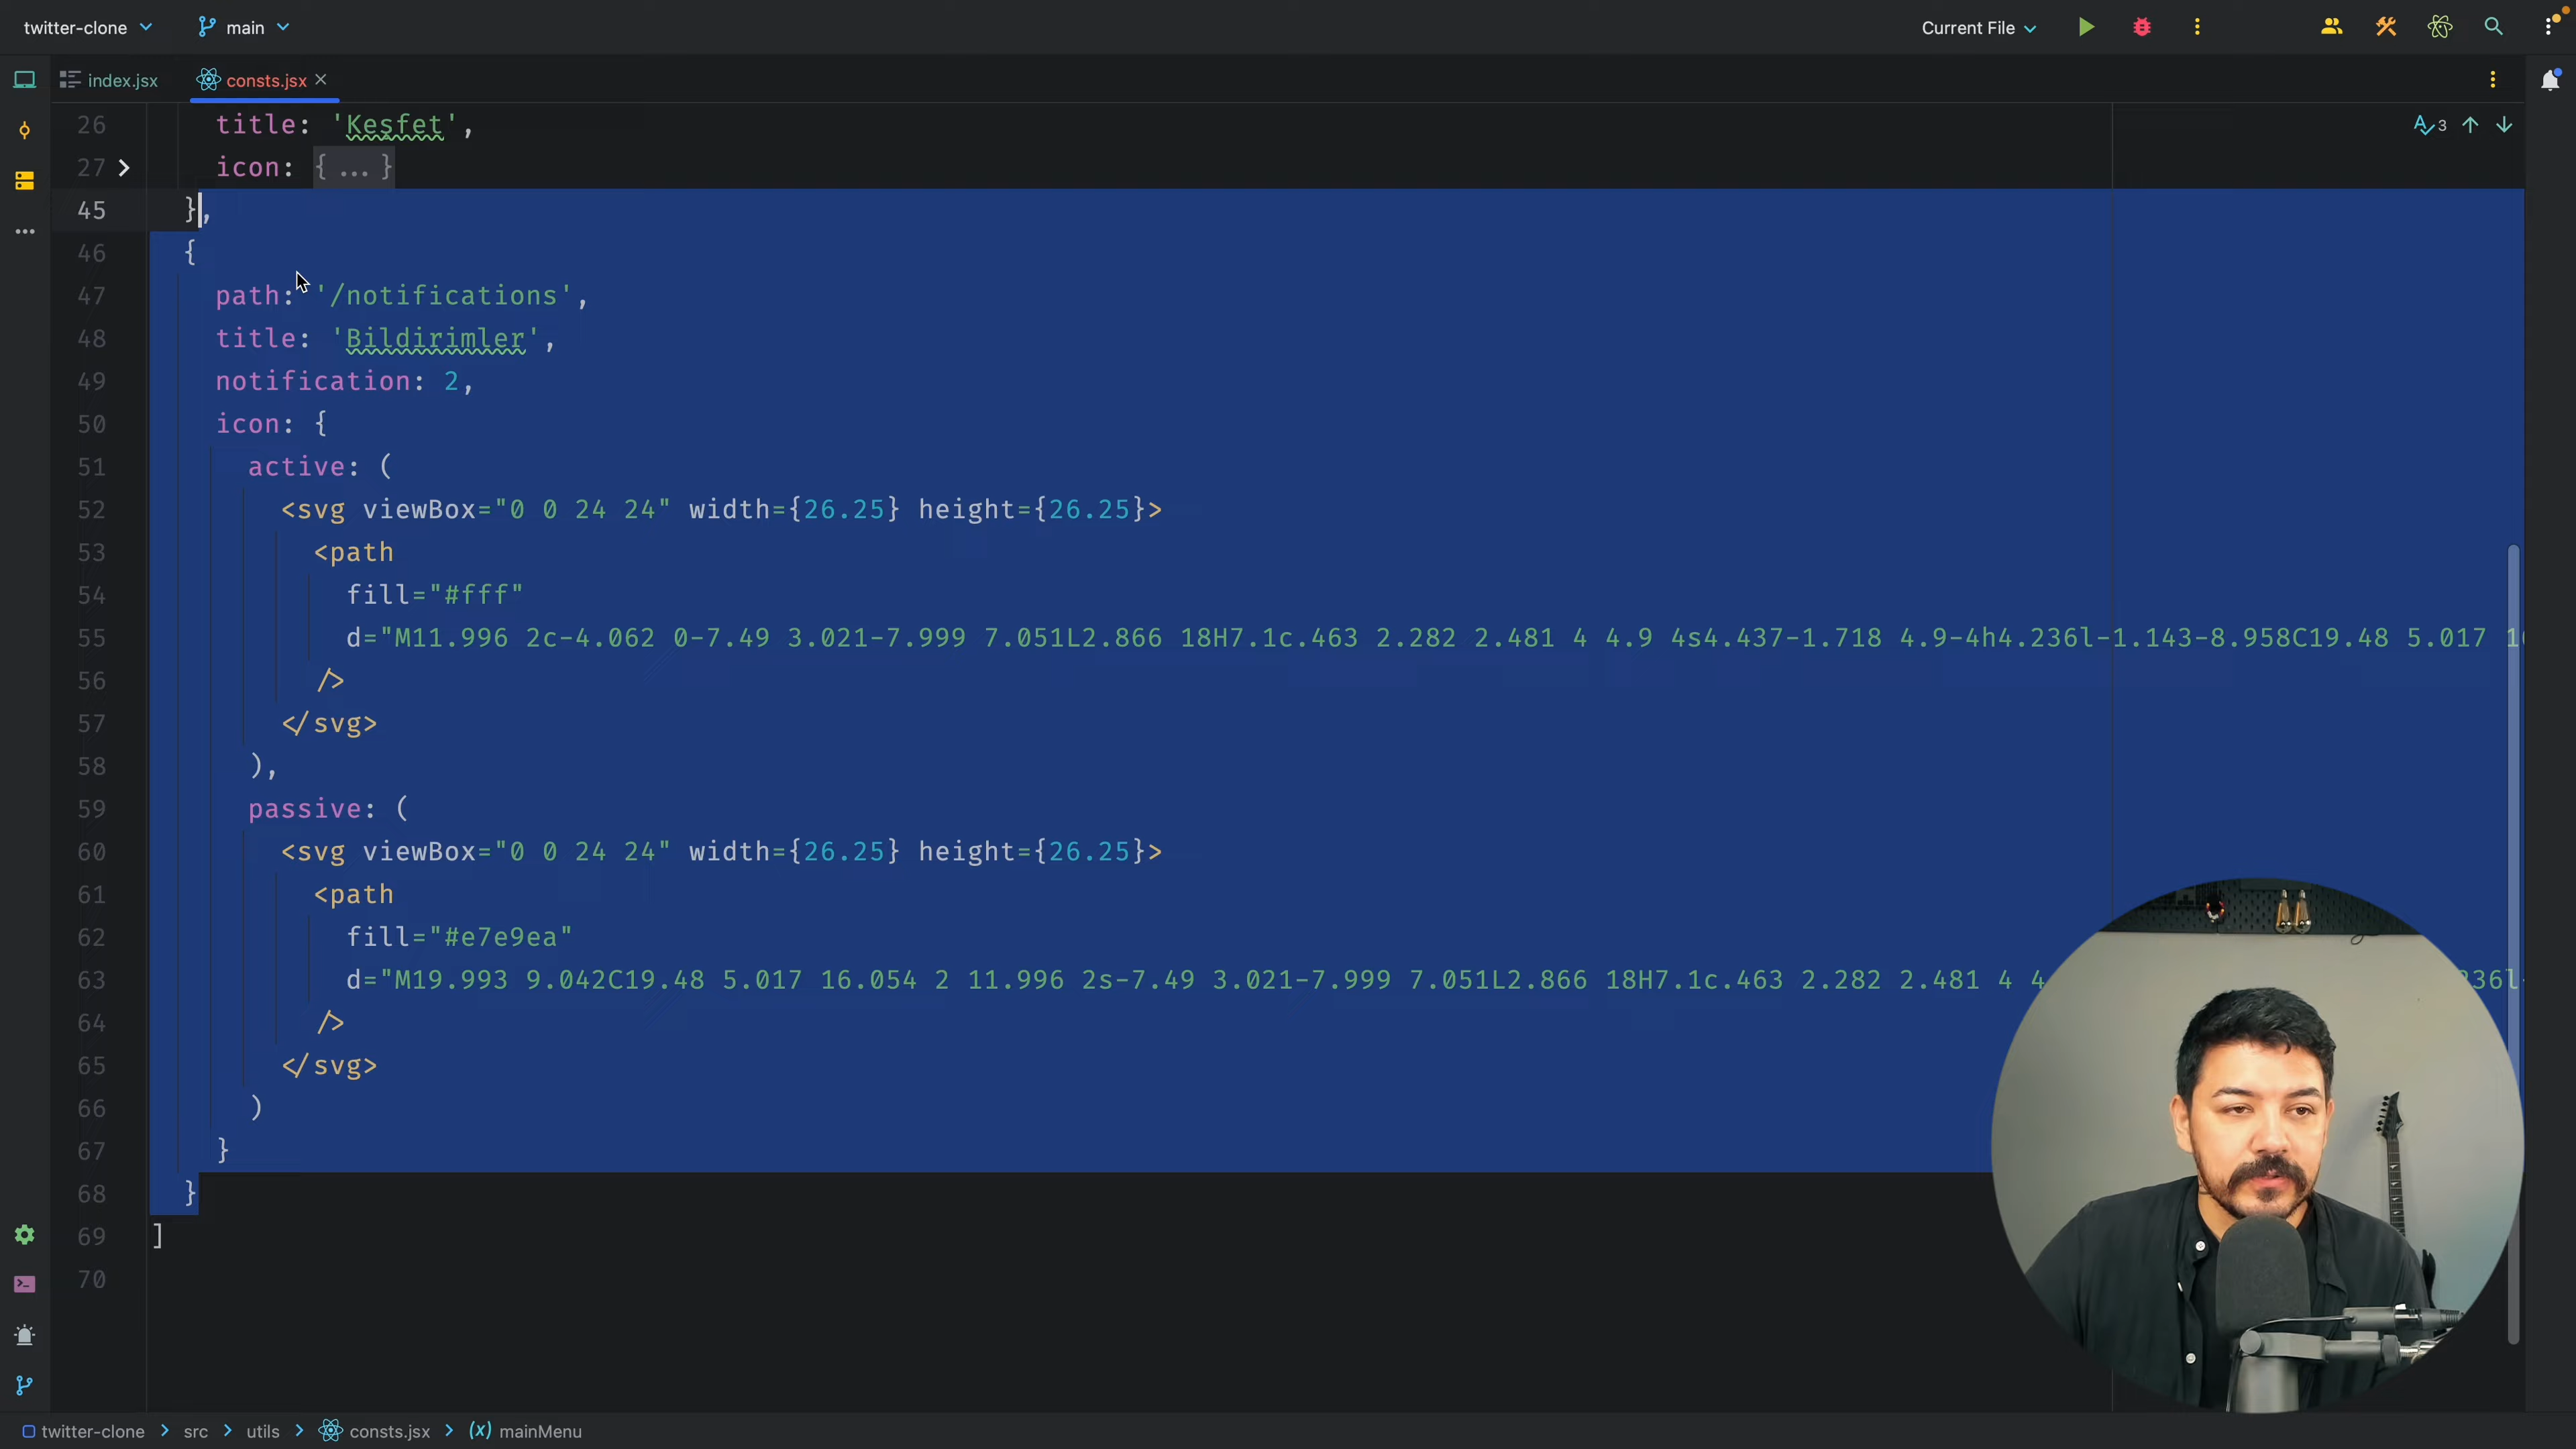 twitter-clone main Current File
index.jsx consts.jsx
26 title: 'Keşfet', 3
27 icon: { ... }
45 },
46 {
47 path: '/notifications',
48 title: 'Bildirimler',
49 notification: 2,
50 icon: {
51 active: (
52 <svg viewBox="0 0 24 24" width={26.25} height={26.25}>
53 <path
54 fill="#fff"
55 d="M11.996 2c-4.062 0-7.49 3.021-7.999 7.051L2.866 18H7.1c.463 2.282 2.481 4 4.9 4s4.437-1.718 4.9-4h4.236l-1.143-8.958C19.48 5.017
56 />
57 </svg>
58 ),
59 passive: (
60 <svg viewBox="0 0 24 24" width={26.25} height={26.25}>
61 <path
62 fill="#e7e9ea"
63 d="M19.993 9.042C19.48 5.017 16.054 2 11.996 2s-7.49 3.021-7.999 7.051L2.866 18H7.1c.463 2.282 2.481 4
64 />
65 </svg>
66 )
67 }
68 }
69 ]
70
twitter-clone > src > utils > consts.jsx > (x) mainMenu